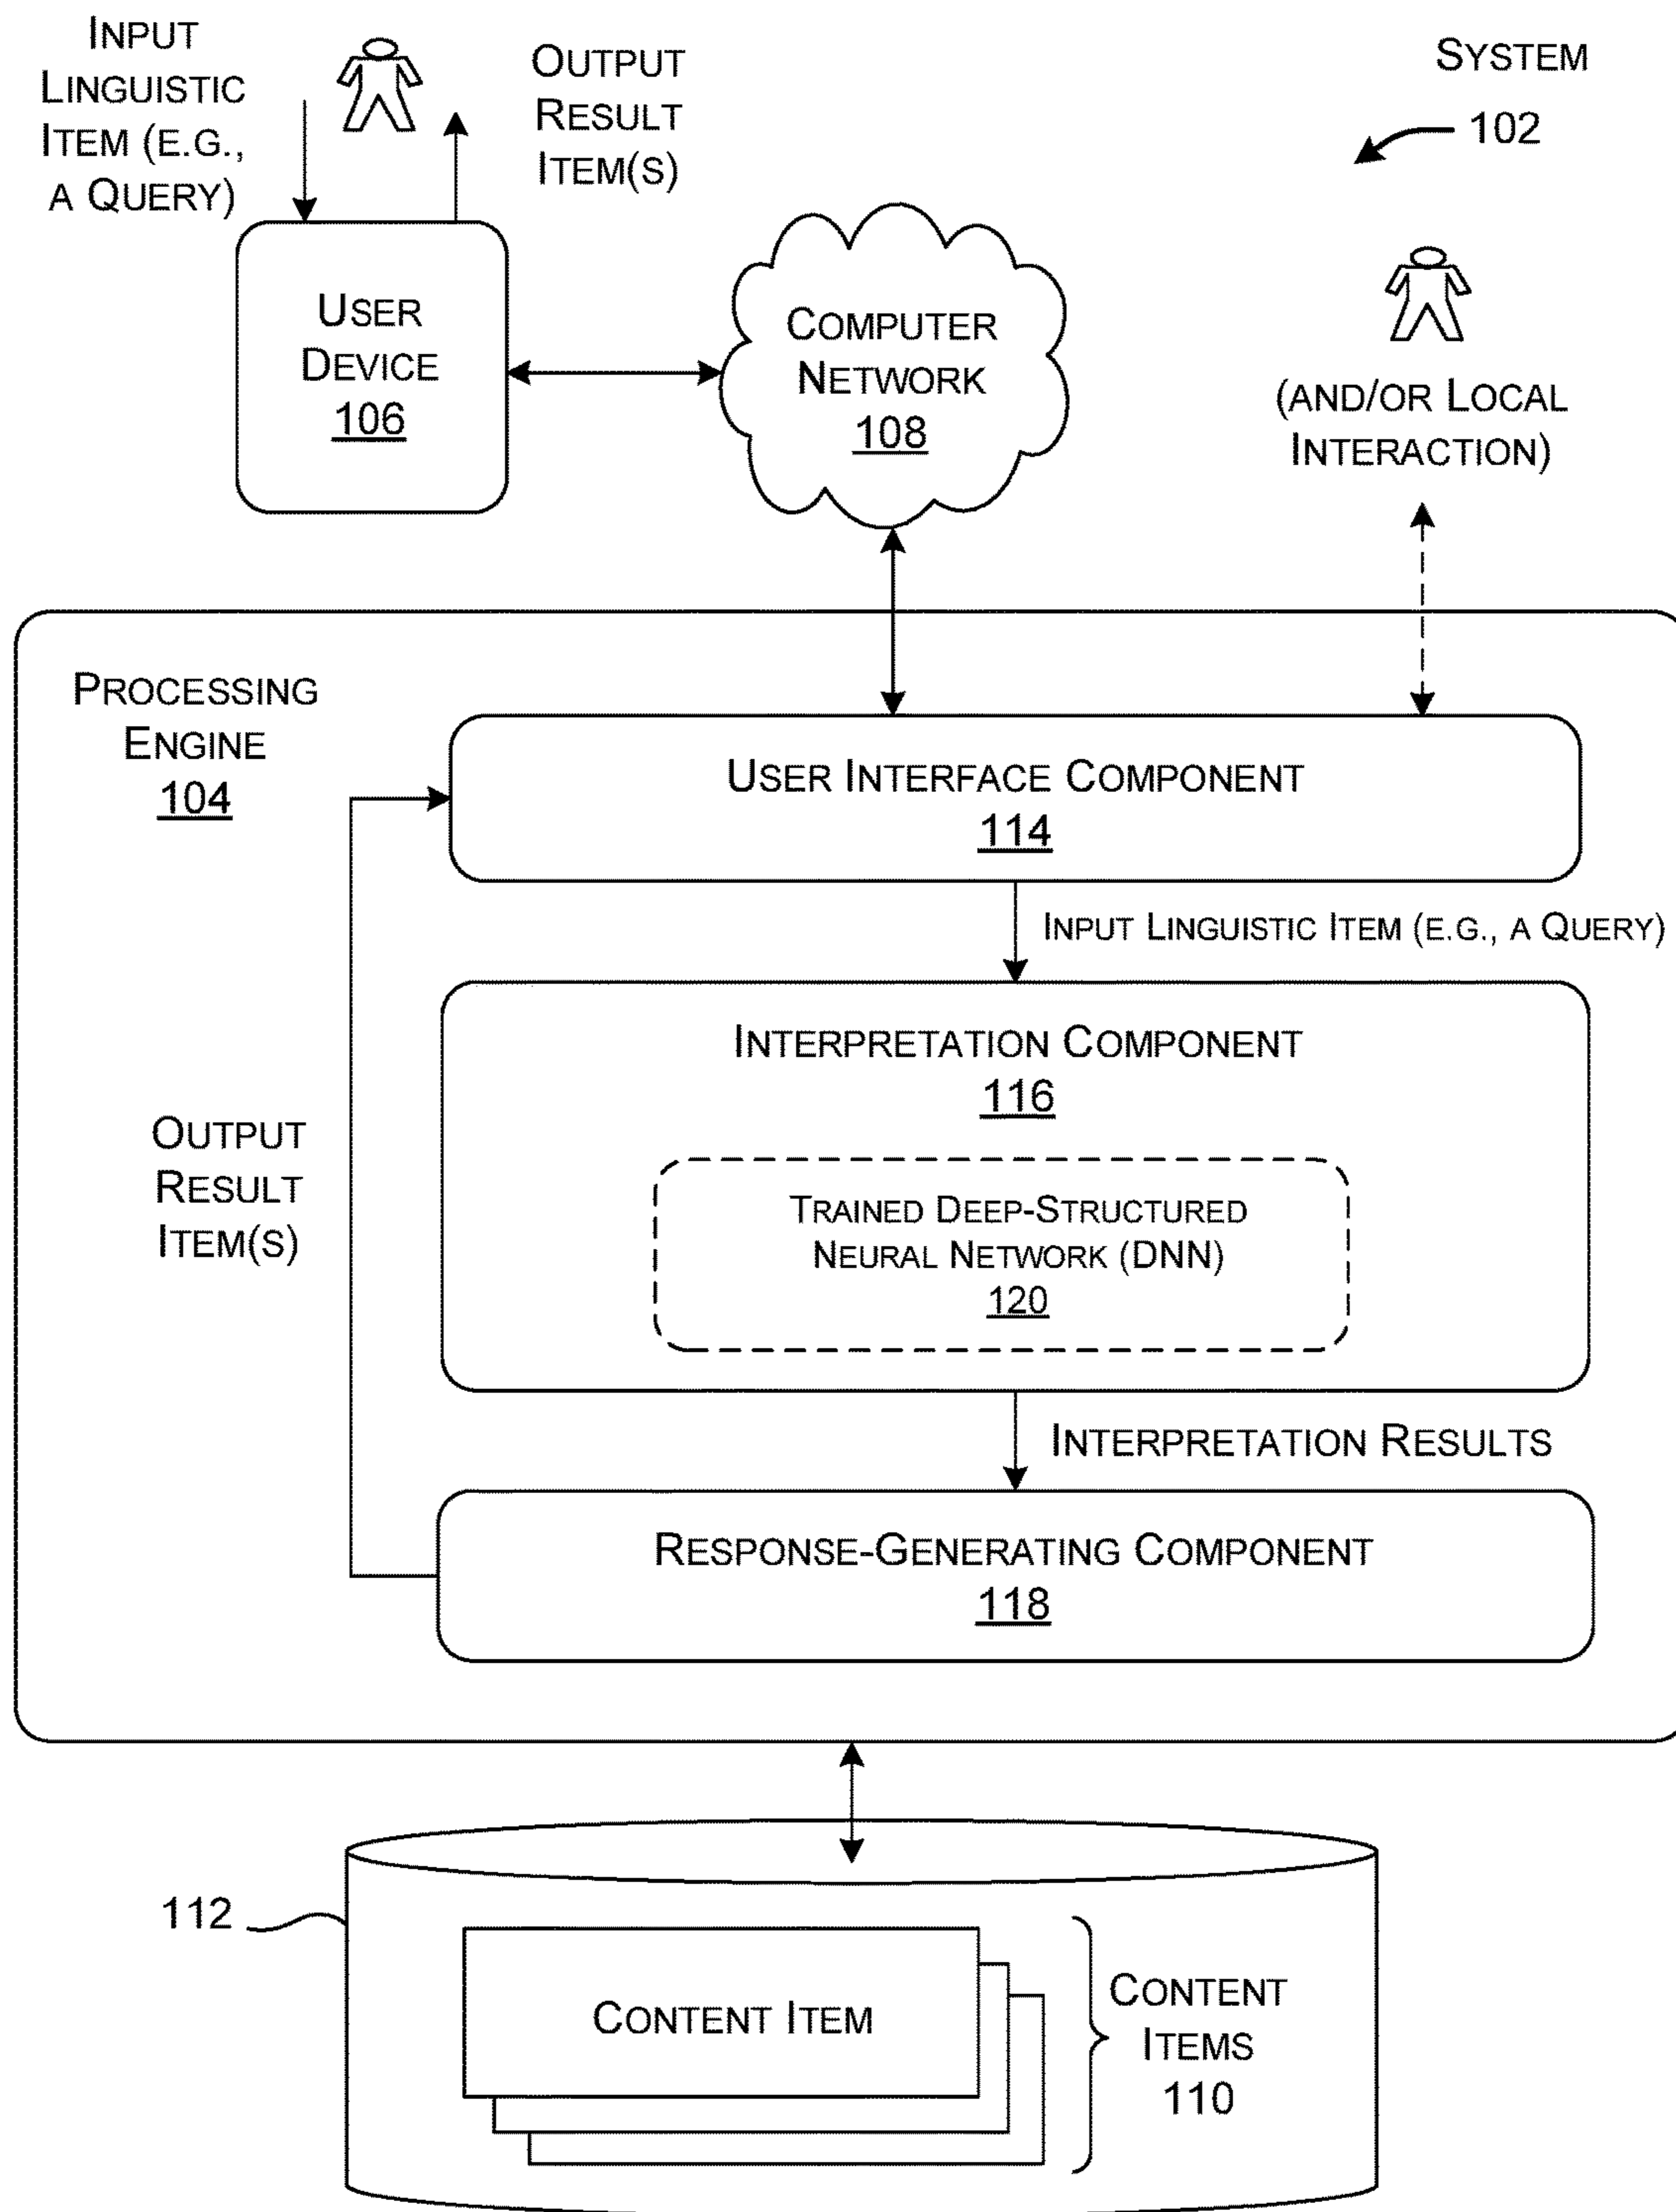 INPUT
LINGUISTIC
ITEM (E.G.,
A QUERY)
OUTPUT
RESULT
ITEM(S)
SYSTEM
102
USER
DEVICE
106
COMPUTER
NETWORK
108
(AND/OR LOCAL
INTERACTION)
PROCESSING
ENGINE
104
USER INTERFACE COMPONENT
114
INPUT LINGUISTIC ITEM (E.G., A QUERY)
INTERPRETATION COMPONENT
116
TRAINED DEEP-STRUCTURED
NEURAL NETWORK (DNN)
120
OUTPUT
RESULT
ITEM(S)
INTERPRETATION RESULTS
RESPONSE-GENERATING COMPONENT
118
112
CONTENT ITEM
CONTENT
ITEMS
110